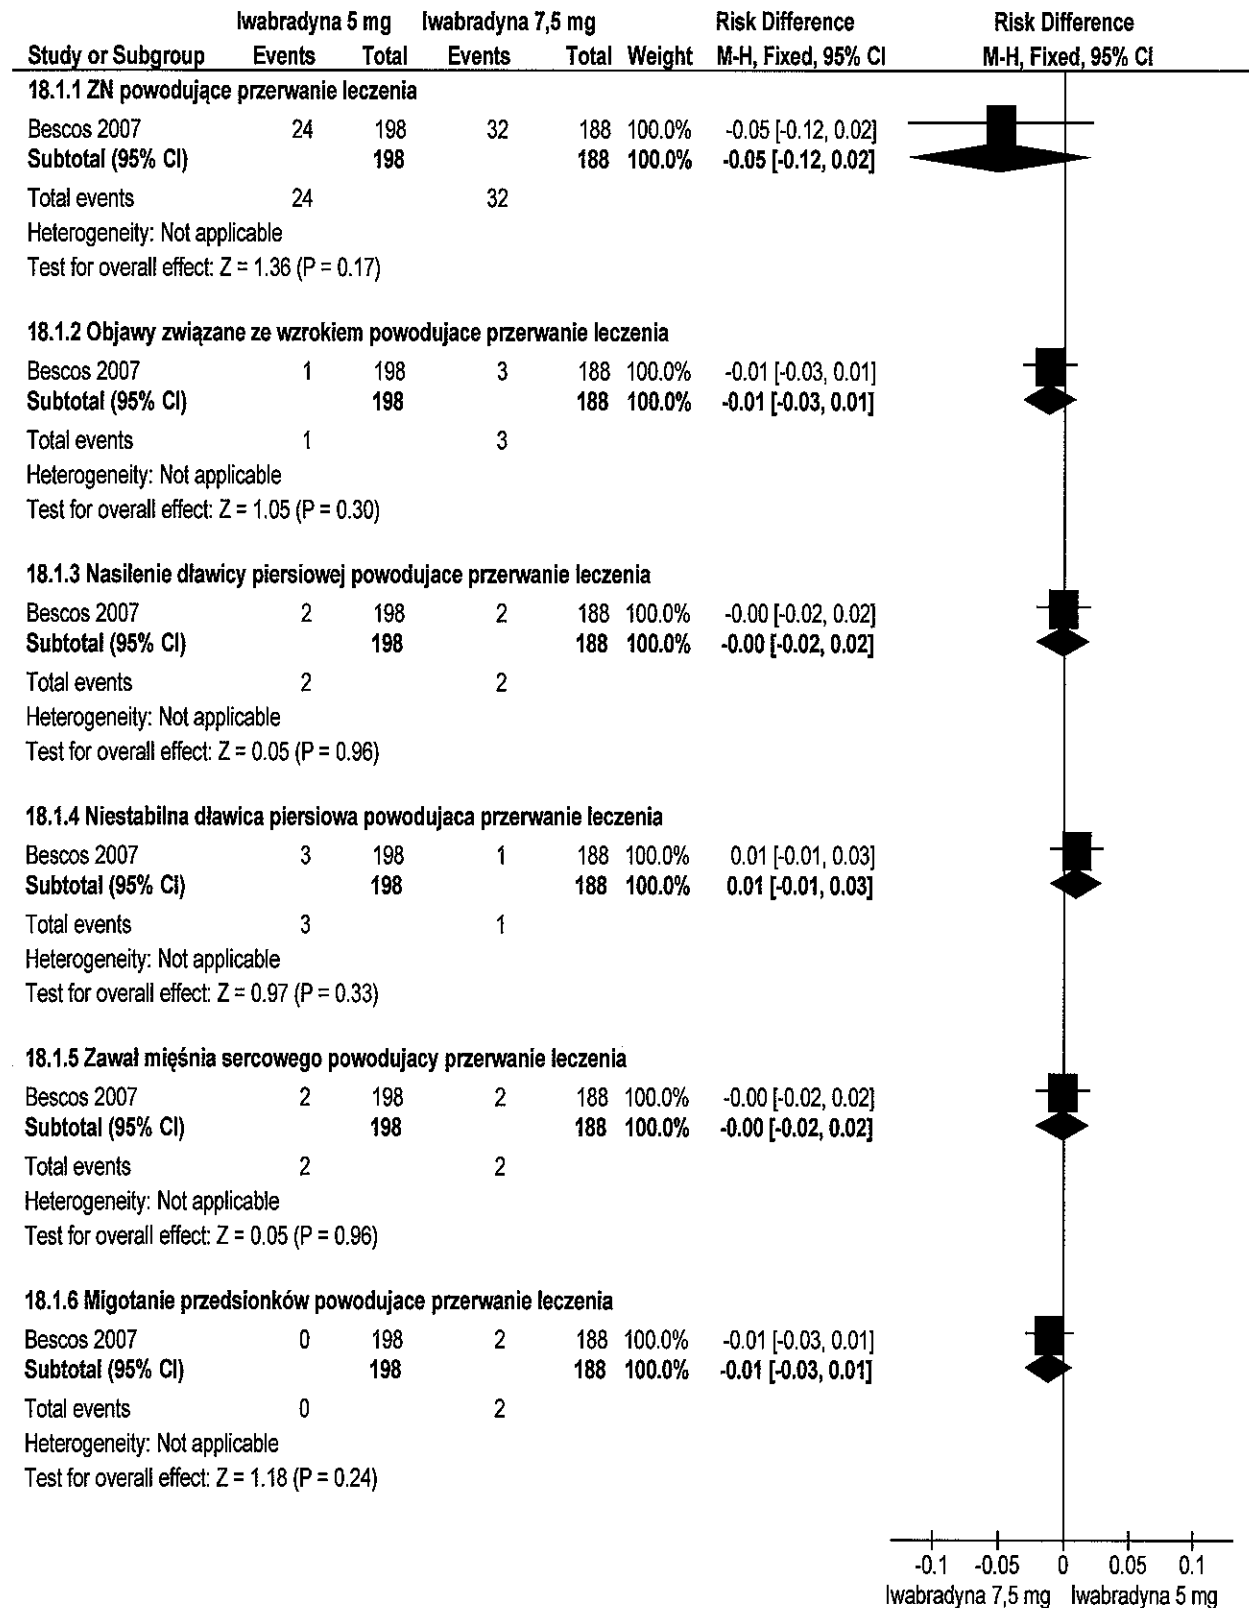 Iwabradyna 5 mg Iwabradyna 7,5 mg Risk Difference Risk Difference
Study or Subgroup Events Total Events Total Weight M-H, Fixed, 95% CI M-H, Fixed, 95% CI
18.1.1 ZN powodujące przerwanie leczenia
Bescos 2007 24 198 32 188 100.0% -0.05 [-0.12, 0.02]
Subtotal (95% CI) 198 188 100.0% -0.05 [-0.12, 0.02]
Total events 24 32
Heterogeneity: Not applicable
Test for overall effect: Z = 1.36 (P = 0.17)
18.1.2 Objawy związane ze wzrokiem powodujace przerwanie leczenia
Bescos 2007 1 198 3 188 100.0% -0.01 [-0.03, 0.01]
Subtotal (95% CI) 198 188 100.0% -0.01 [-0.03, 0.01]
Total events 1 3
Heterogeneity: Not applicable
Test for overall effect: Z = 1.05 (P = 0.30)
18.1.3 Nasilenie dławicy piersiowej powodujace przerwanie leczenia
Bescos 2007 2 198 2 188 100.0% -0.00 [-0.02, 0.02]
Subtotal (95% CI) 198 188 100.0% -0.00 [-0.02, 0.02]
Total events 2 2
Heterogeneity: Not applicable
Test for overall effect: Z = 0.05 (P = 0.96)
18.1.4 Niestabilna dławica piersiowa powodujaca przerwanie leczenia
Bescos 2007 3 198 1 188 100.0% 0.01 [-0.01, 0.03]
Subtotal (95% CI) 198 188 100.0% 0.01 [-0.01, 0.03]
Total events 3 1
Heterogeneity: Not applicable
Test for overall effect: Z = 0.97 (P = 0.33)
18.1.5 Zawał mięśnia sercowego powodujacy przerwanie leczenia
Bescos 2007 2 198 2 188 100.0% -0.00 [-0.02, 0.02]
Subtotal (95% CI) 198 188 100.0% -0.00 [-0.02, 0.02]
Total events 2 2
Heterogeneity: Not applicable
Test for overall effect: Z = 0.05 (P = 0.96)
18.1.6 Migotanie przedsionków powodujace przerwanie leczenia
Bescos 2007 0 198 2 188 100.0% -0.01 [-0.03, 0.01]
Subtotal (95% CI) 198 188 100.0% -0.01 [-0.03, 0.01]
Total events 0 2
Heterogeneity: Not applicable
Test for overall effect: Z = 1.18 (P = 0.24)
-0.1 -0.05 0 0.05 0.1
Iwabradyna 7,5 mg Iwabradyna 5 mg